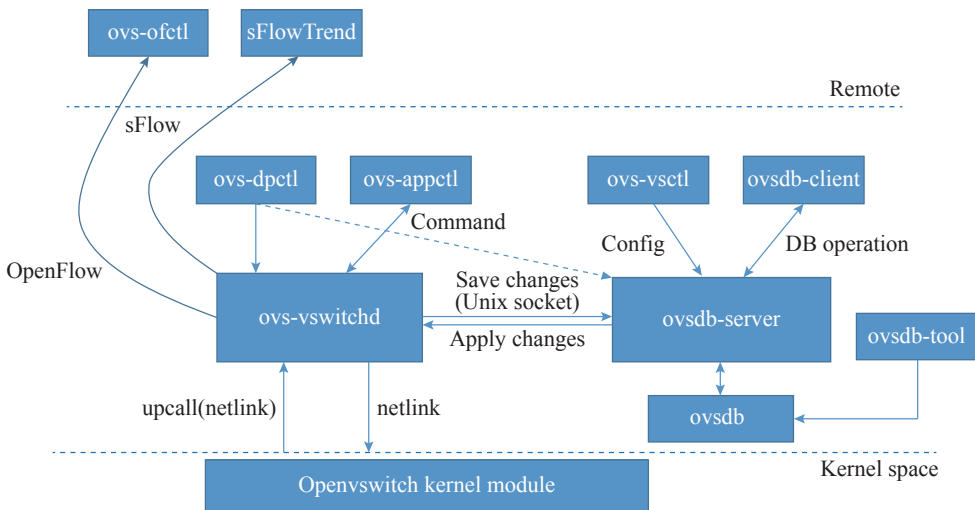 ovs-ofctl
sFlowTrend
Remote
sFlow
ovs-dpctl
ovs-appctl
ovs-vsctl
ovsdb-client
Command
Config
DB operation
OpenFlow
Save changes
(Unix socket)
ovs-vswitchd
ovsdb-server
Apply changes
ovsdb-tool
upcall(netlink)
netlink
ovsdb
Kernel space
Openvswitch kernel module